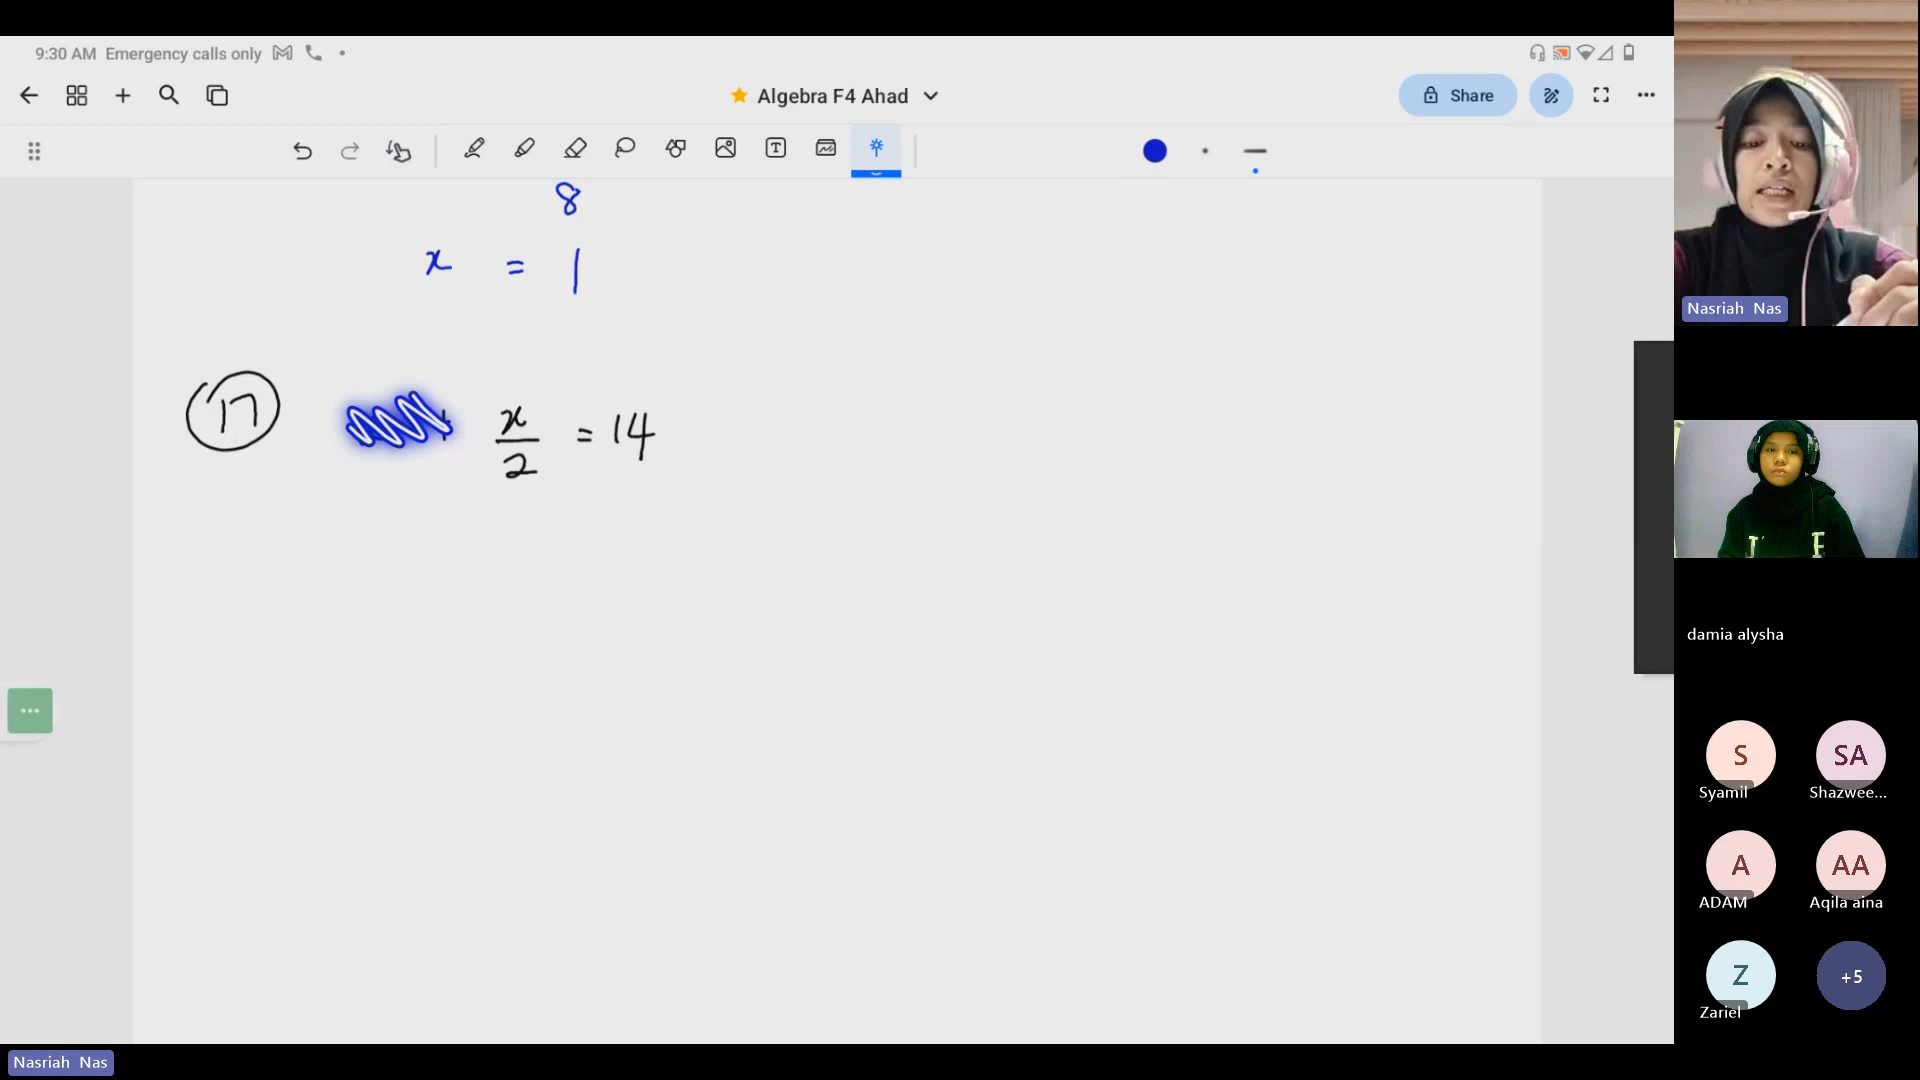 9:30 AM Emergency calls only
Algebra F4 Ahad
Share
8
x = 1
17
x/2 = 14
Nasriah Nas
damia alysha
S
Syamil
SA
Shazwee...
A
ADAM
AA
Aqila aina
Z
Zariel
+5
Nasriah Nas